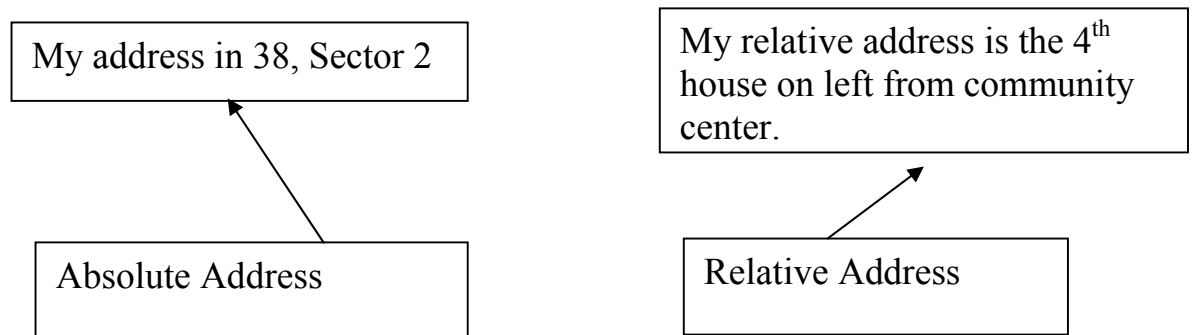 My address in 38, Sector 2
My relative address is the 4th
house on left from community
center.
Absolute Address
Relative Address